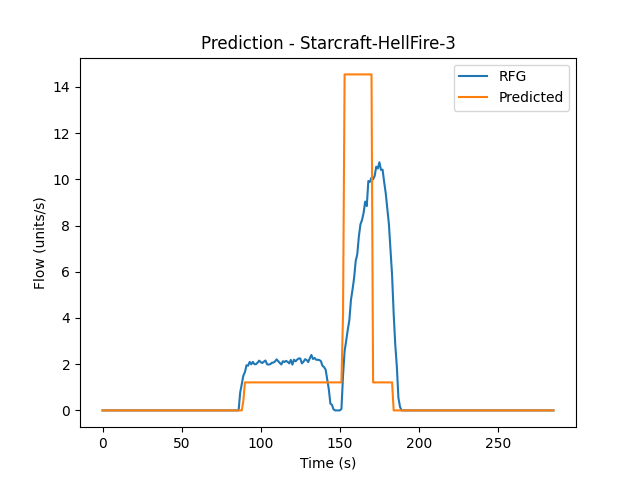 Prediction - Starcraft-HellFire-3
RFG
Predicted
Flow (units/s)
14
12
10
8
6
4
2
0
0 50 100 150 200 250
Time (s)